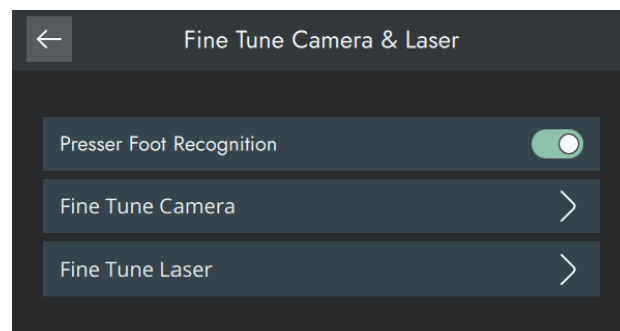 Fine Tune Camera & Laser
Presser Foot Recognition
Fine Tune Camera
Fine Tune Laser